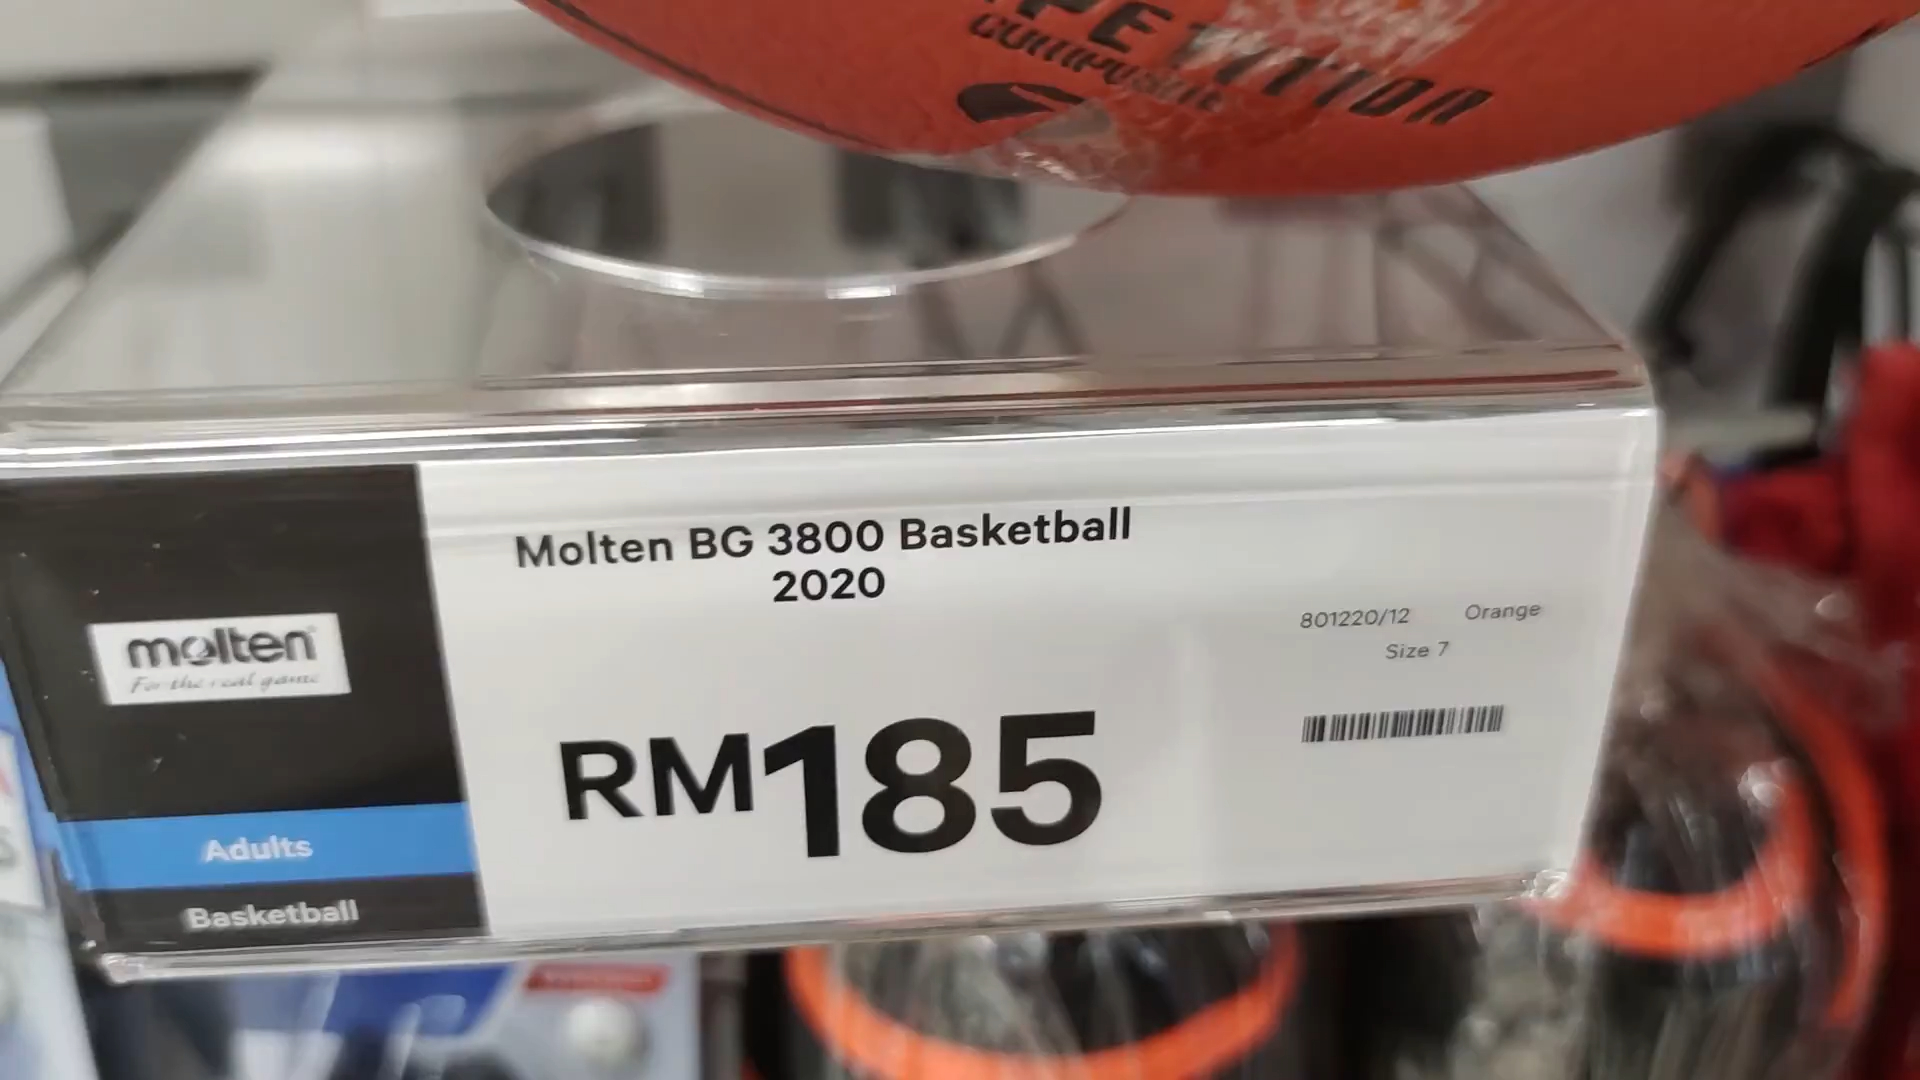 COMPETITION
COMPOSITE
Molten BG 3800 Basketball
2020
801220/12 Orange
Size 7
molten
For the real game
RM185
Adults
Basketball